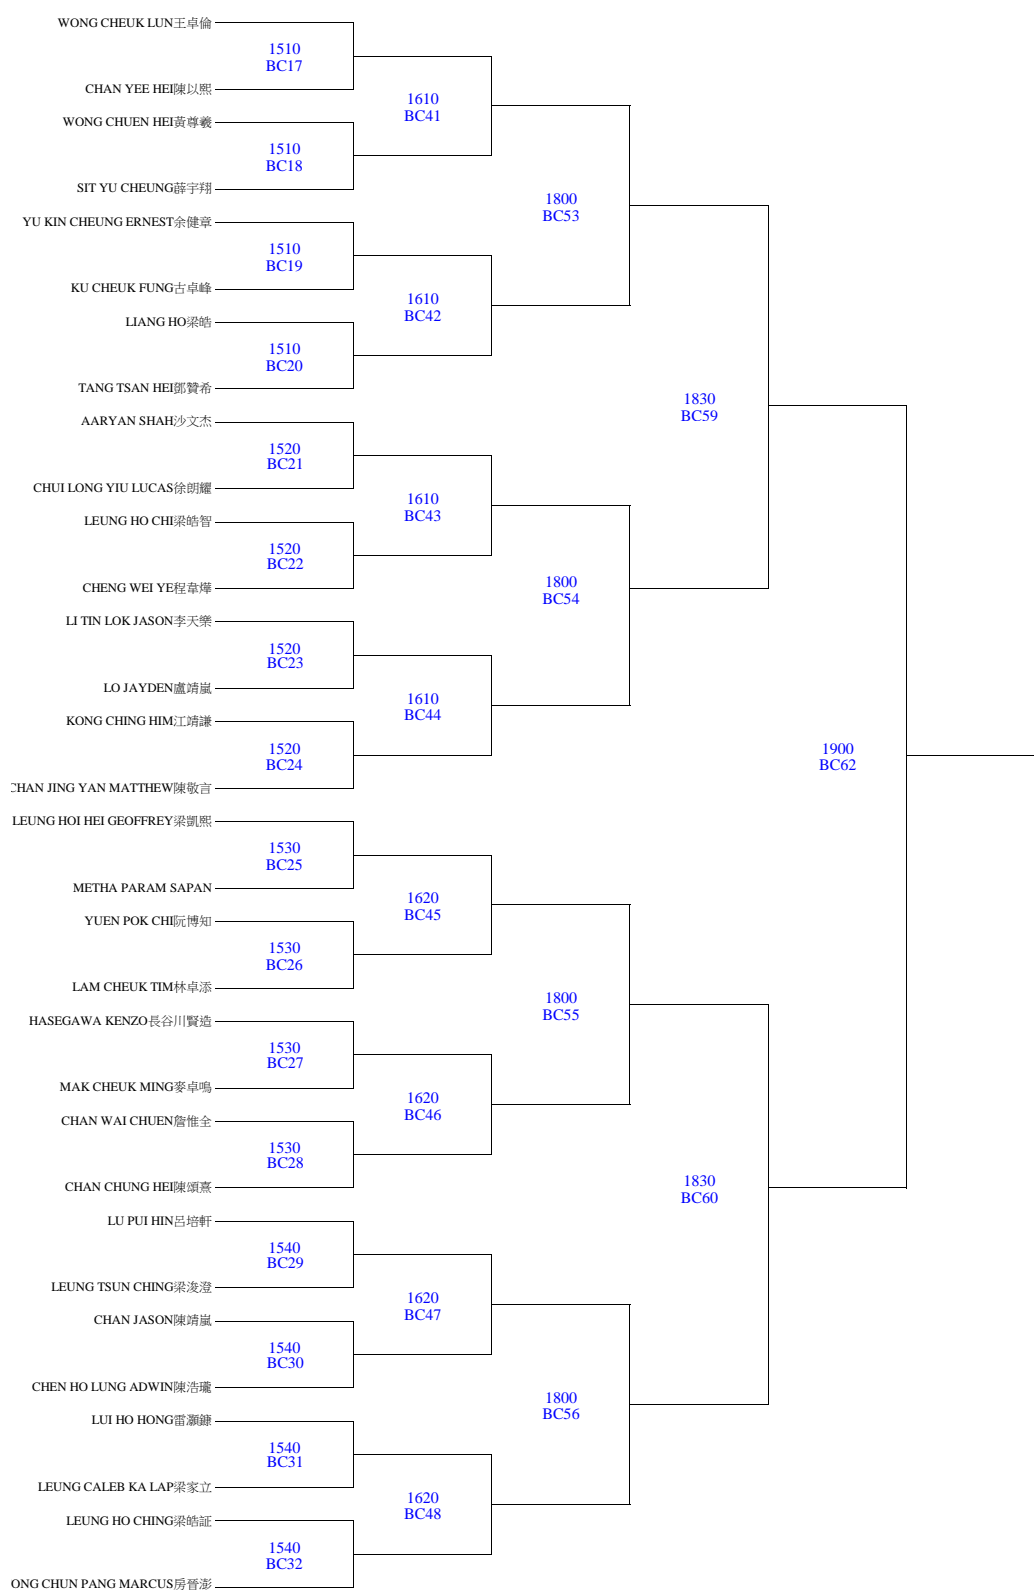 WONG CHEUK LUN王卓倫
1510
BC17
CHAN YEE HEI陳以熙
1610
BC41
WONG CHUEN HEI黃尊羲
1510
BC18
SIT YU CHEUNG薛宇翔
1800
BC53
YU KIN CHEUNG ERNEST余健章
1510
BC19
KU CHEUK FUNG古卓峰
1610
BC42
LIANG HO梁皓
1510
BC20
TANG TSAN HEI鄧贊希
1830
BC59
AARYAN SHAH沙文杰
1520
BC21
CHUI LONG YIU LUCAS徐朗耀
1610
BC43
LEUNG HO CHI梁皓智
1520
BC22
CHENG WEI YE程韋燁
1800
BC54
LI TIN LOK JASON李天樂
1520
BC23
LO JAYDEN盧靖嵐
1610
BC44
KONG CHING HIM江靖謙
1520
BC24
1900
BC62
CHAN JING YAN MATTHEW陳敬言
LEUNG HOI HEI GEOFFREY梁凱熙
1530
BC25
METHA PARAM SAPAN
1620
BC45
YUEN POK CHI阮博知
1530
BC26
LAM CHEUK TIM林卓添
1800
BC55
HASEGAWA KENZO長谷川賢造
1530
BC27
MAK CHEUK MING麥卓鳴
1620
BC46
CHAN WAI CHUEN詹惟全
1530
BC28
CHAN CHUNG HEI陳頌熹
1830
BC60
LU PUI HIN呂培軒
1540
BC29
LEUNG TSUN CHING梁浚澄
1620
BC47
CHAN JASON陳靖嵐
1540
BC30
CHEN HO LUNG ADWIN陳浩瓏
1800
BC56
LUI HO HONG雷灝鎌
1540
BC31
LEUNG CALEB KA LAP梁家立
1620
BC48
LEUNG HO CHING梁皓証
1540
BC32
ONG CHUN PANG MARCUS房晉澎